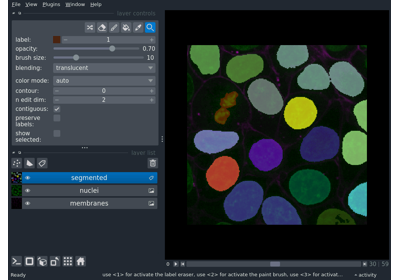 File View Plugins Window Help
layer controls
label: 1
opacity: 0.70
brush size: 10
blending: translucent
color mode: auto
contour: 0
n edit dim: 2
contiguous:
preserve
labels:
show
selected:
layer list
segmented
nuclei
membranes
30 59
Ready use <1> for activate the label eraser, use <2> for activate the paint brush, use <3> for activat... activity